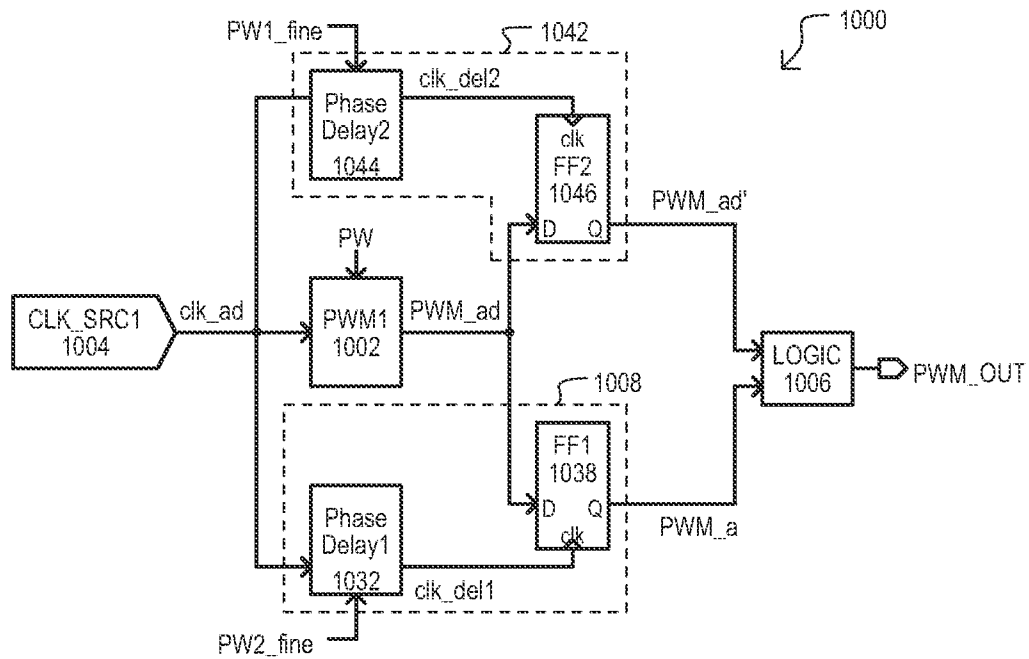 PW1_fine
1042
1000
Phase
Delay2
1044
clk_del2
clk
FF2
1046
D Q
PWM_ad'
PW
CLK_SRC1
1004
clk_ad
PWM1
1002
PWM_ad
LOGIC
1006
PWM_OUT
1008
FF1
1038
D Q
clk
PWM_a
Phase
Delay1
1032
clk_del1
PW2_fine